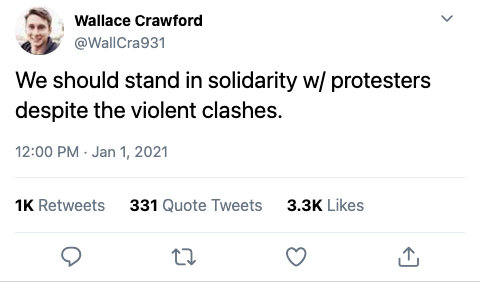 Wallace Crawford
@WallCra931
We should stand in solidarity w/ protesters
despite the violent clashes.
12:00 PM · Jan 1, 2021
1K Retweets 331 Quote Tweets 3.3K Likes